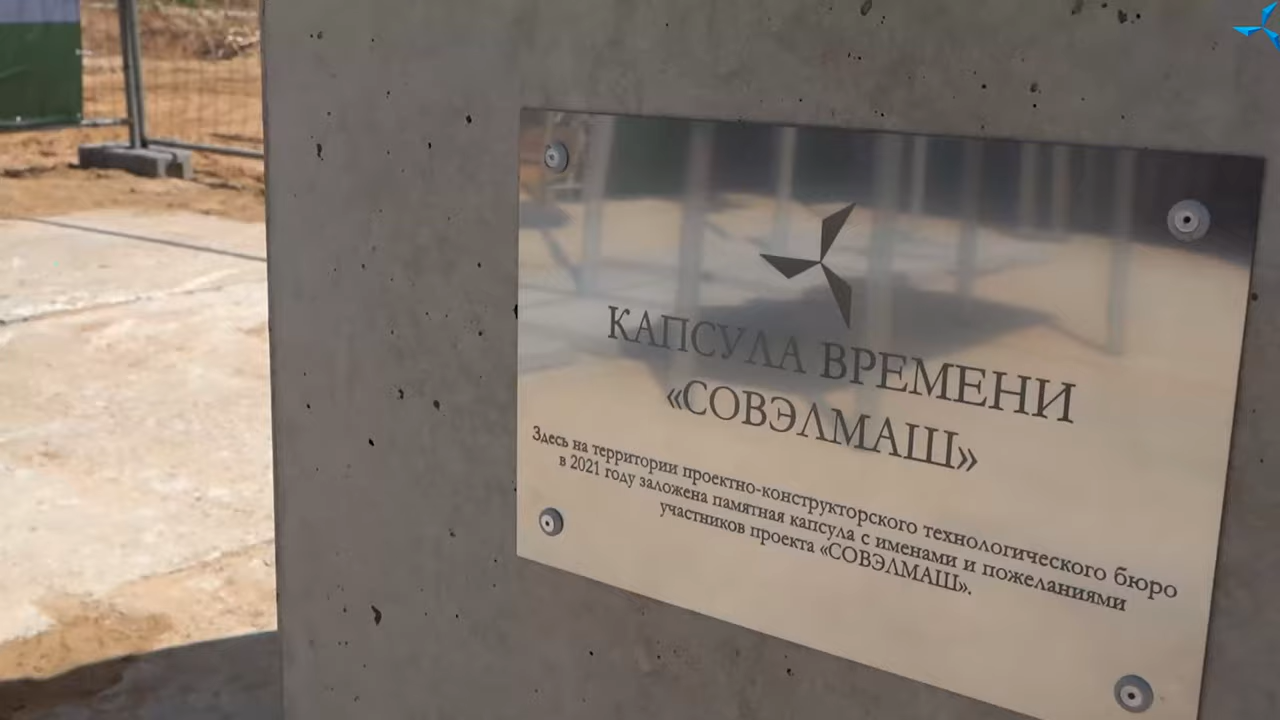 КАПСУЛА ВРЕМЕНИ
«СОВЭЛМАШ»
Здесь на территории проектно-конструкторского технологического бюро
в 2021 году заложена памятная капсула с именами и пожеланиями
участников проекта «СОВЭЛМАШ».